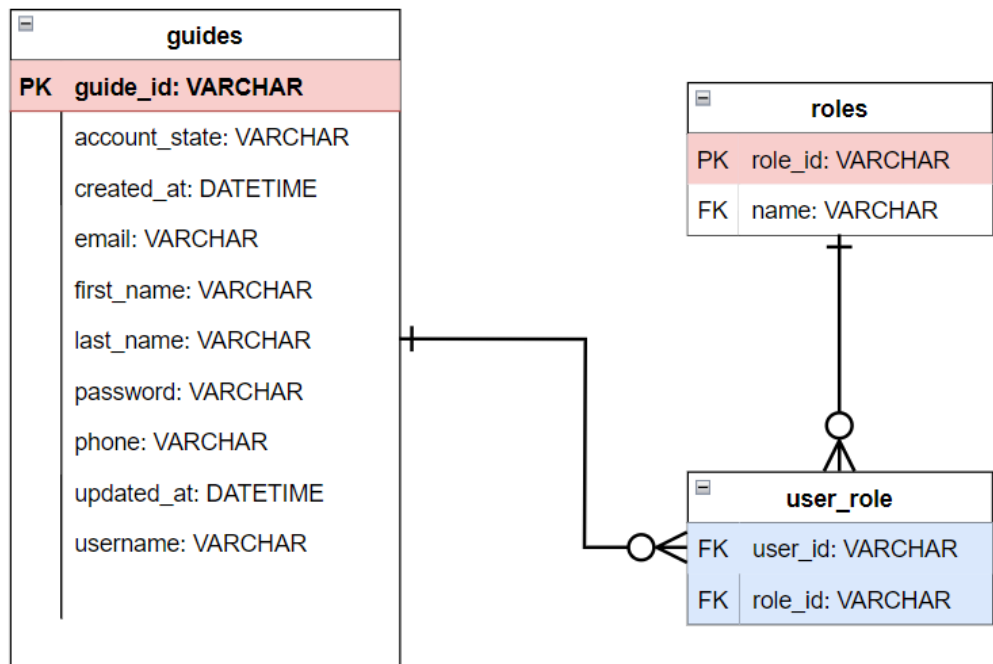 guides
PK guide_id: VARCHAR
account_state: VARCHAR
created_at: DATETIME
email: VARCHAR
first_name: VARCHAR
last_name: VARCHAR
password: VARCHAR
phone: VARCHAR
updated_at: DATETIME
username: VARCHAR
roles
PK role_id: VARCHAR
FK name: VARCHAR
user_role
FK user_id: VARCHAR
FK role_id: VARCHAR